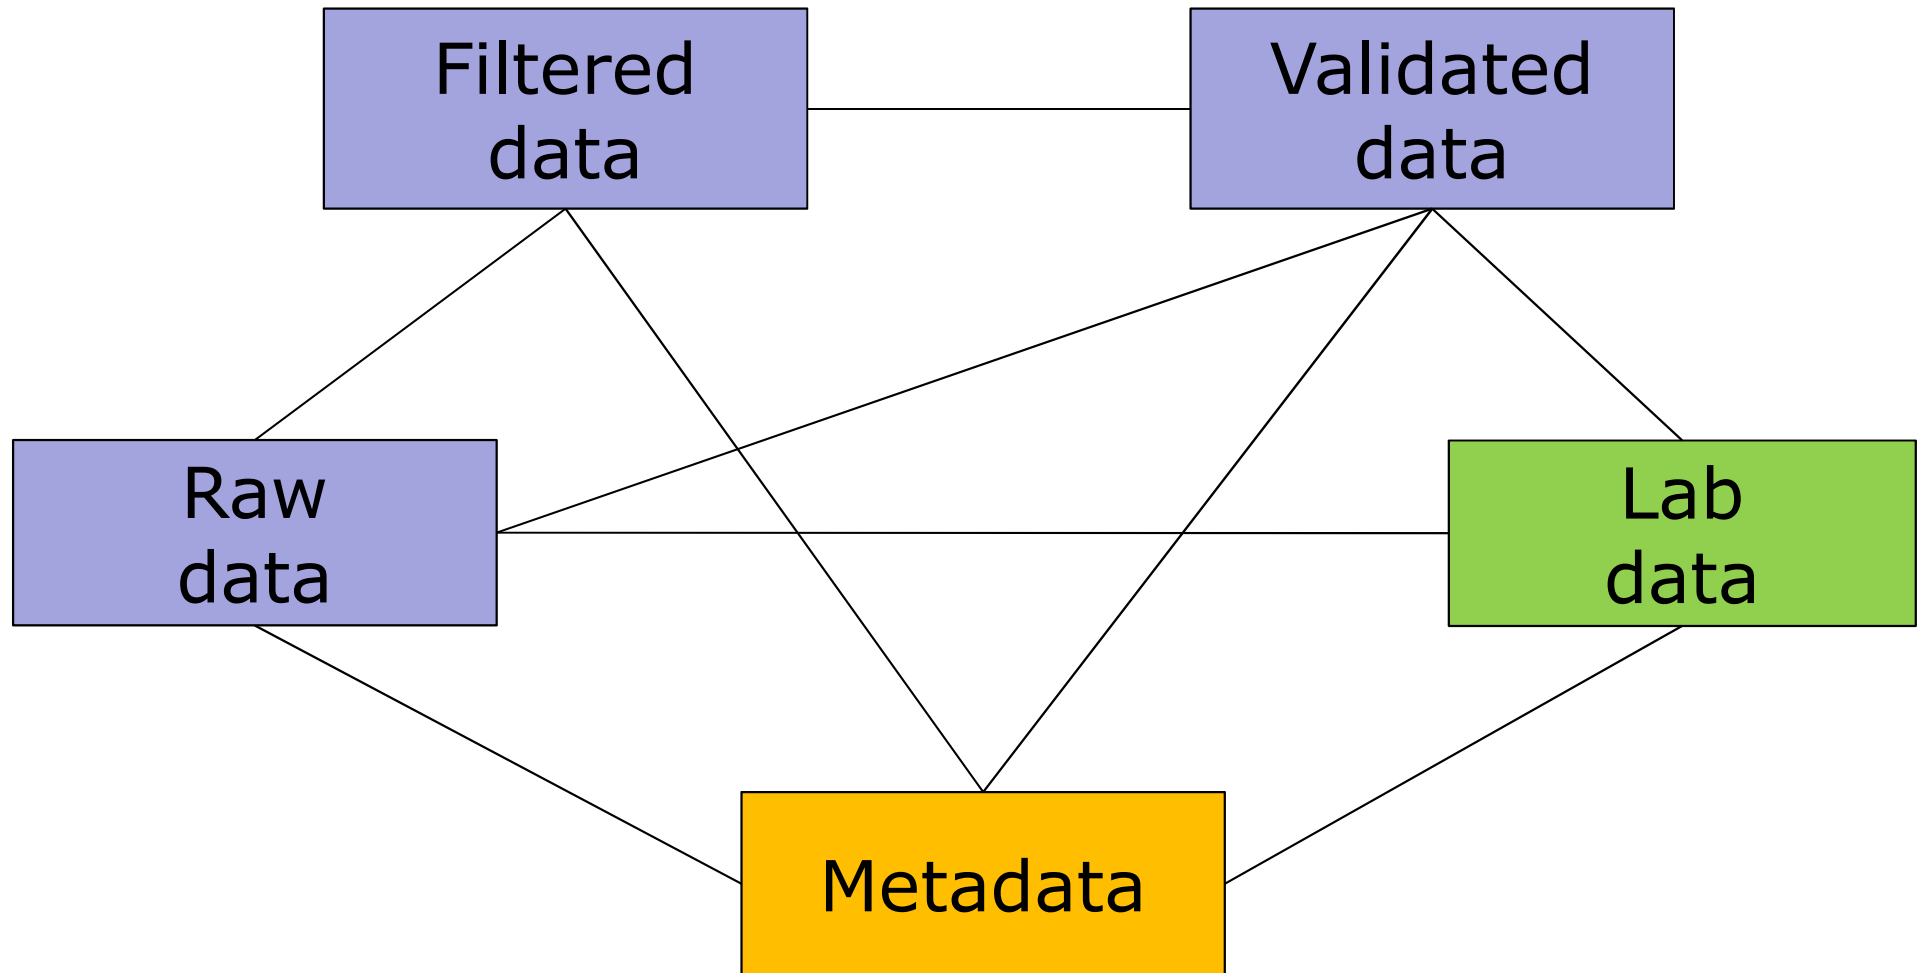 Filtered
data
Validated
data
Raw
data
Lab
data
Metadata